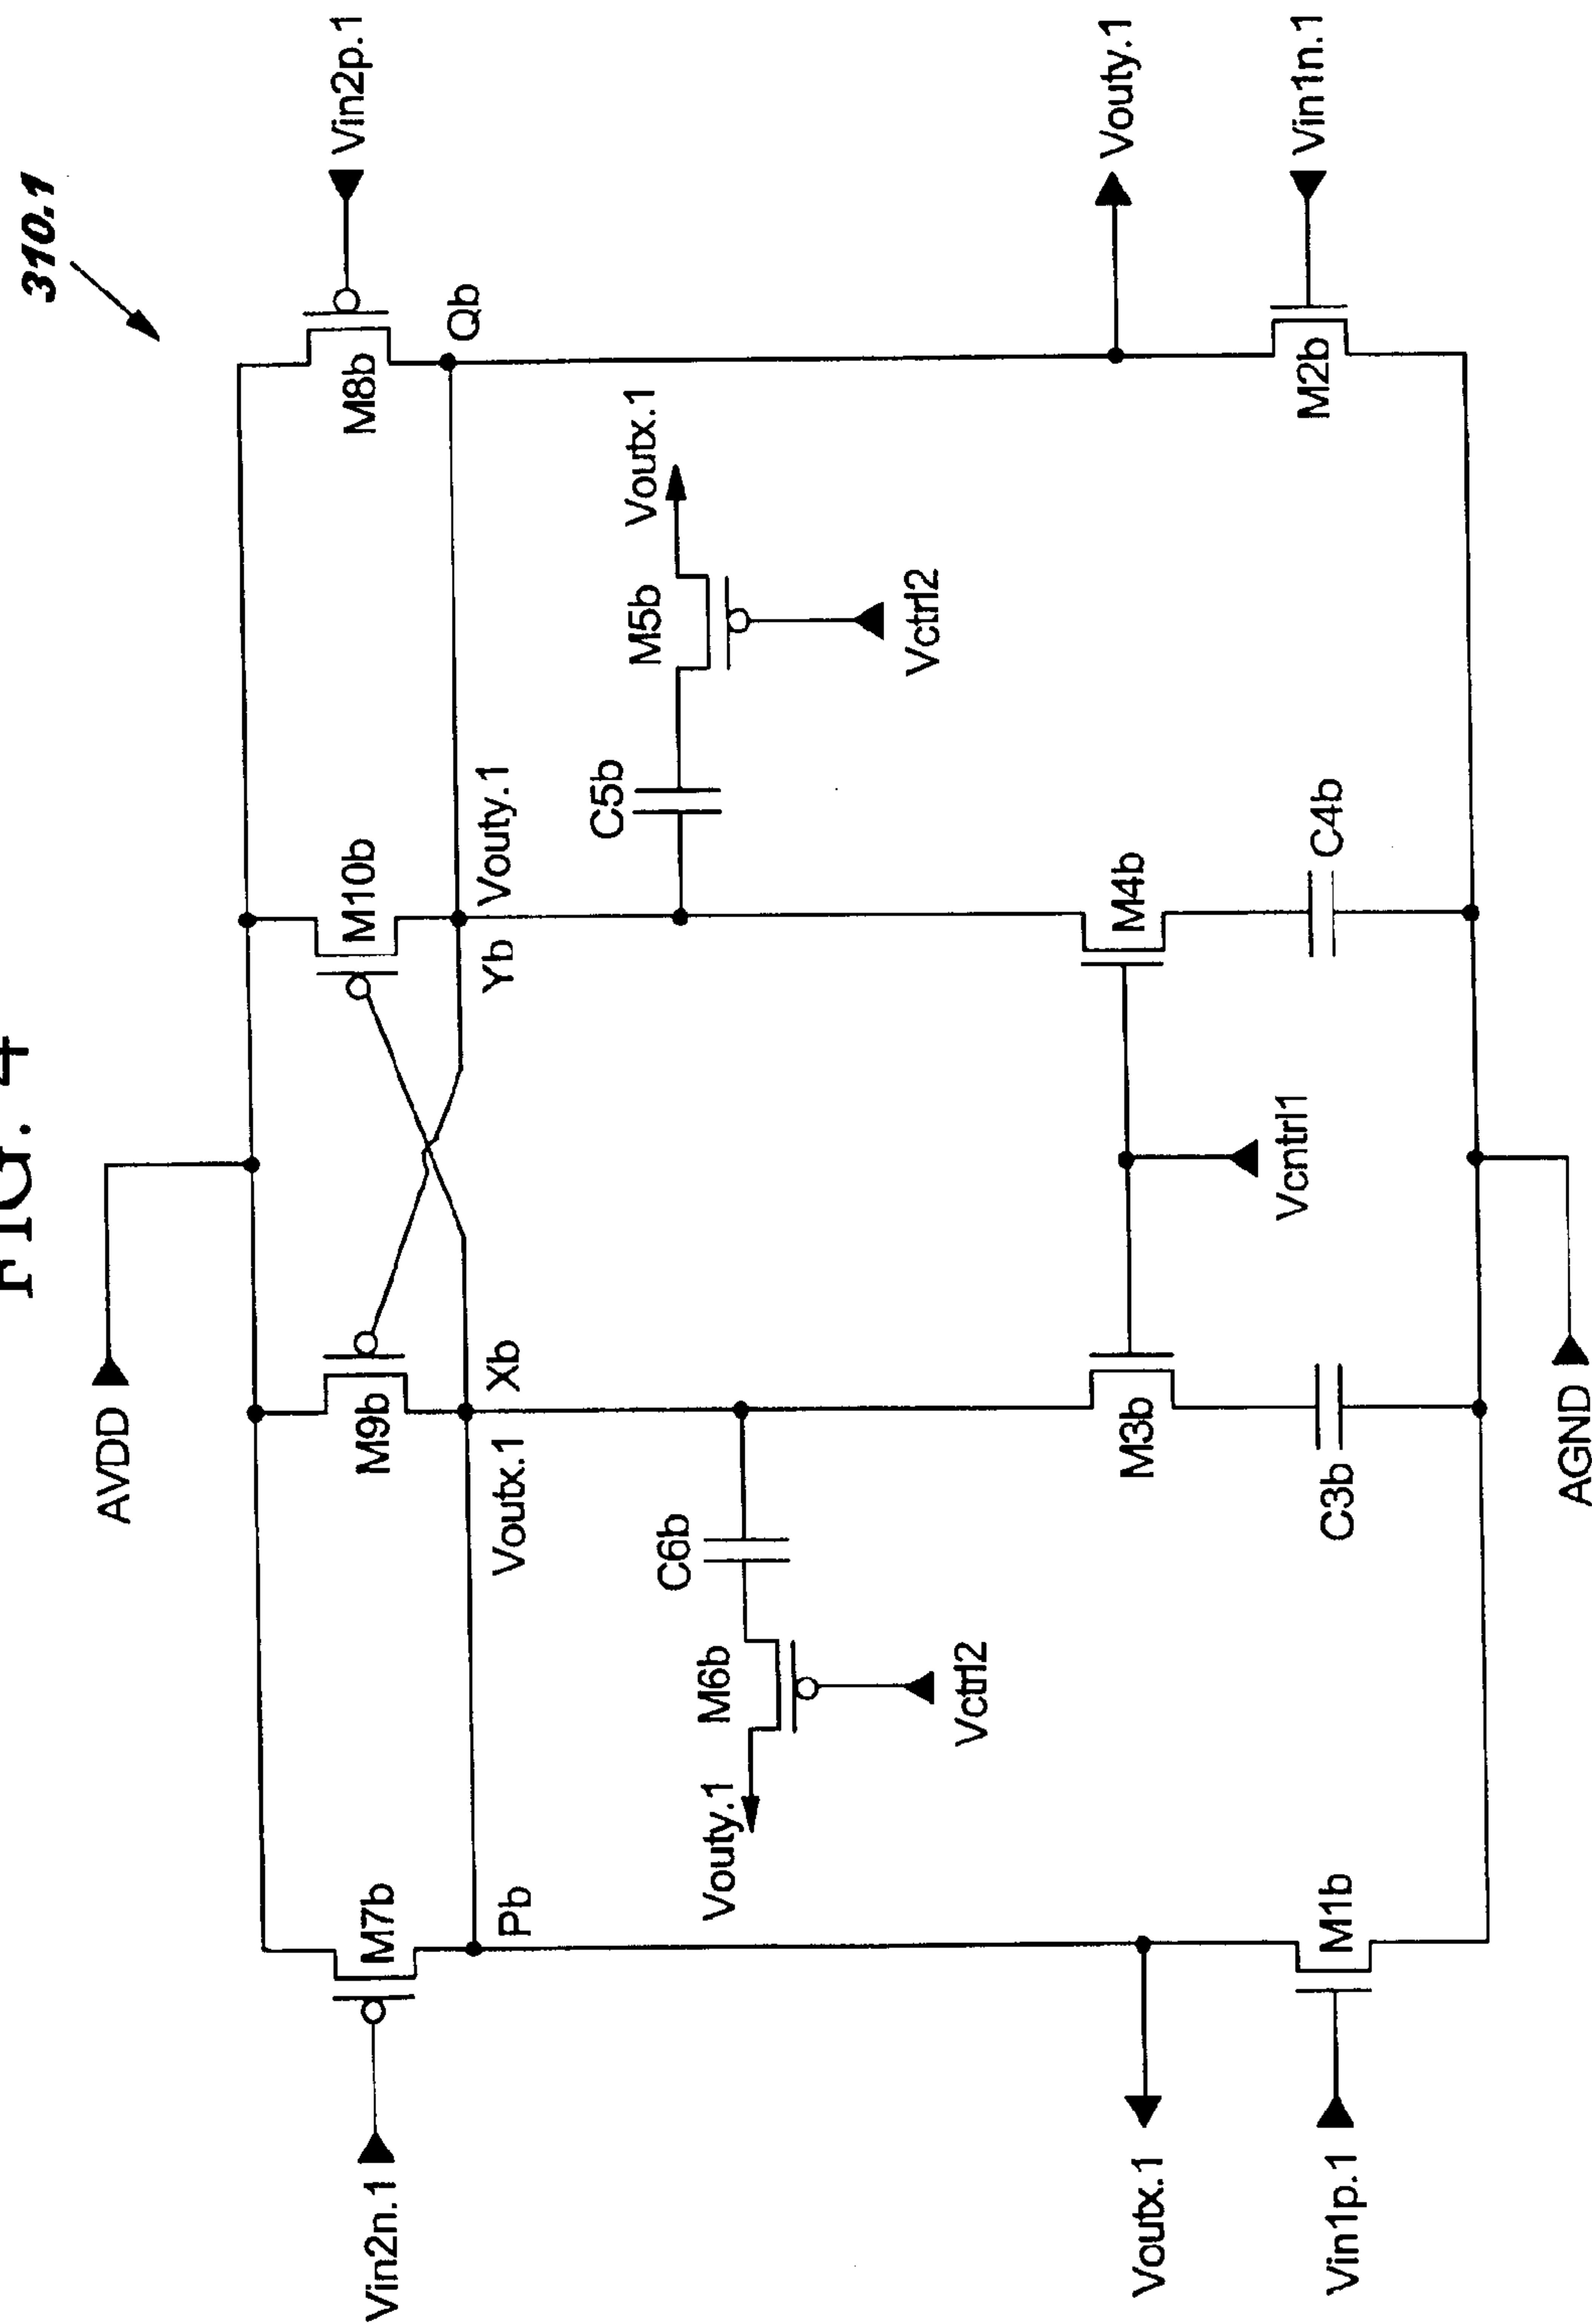 FIG. 4
310.1
AVDD
Vin2n.1
M7b
M9b
M10b
M8b
Vin2p.1
Pb
Voutx.1
Xb
Yb
Vouty.1
Qb
Vouty.1
M6b
C6b
C5b
M5b
Voutx.1
Vctrl2
Vctrl2
Voutx.1
M3b
M4b
Vouty.1
Vin1p.1
M1b
C3b
Vcntrl1
C4b
M2b
Vin1n.1
AGND